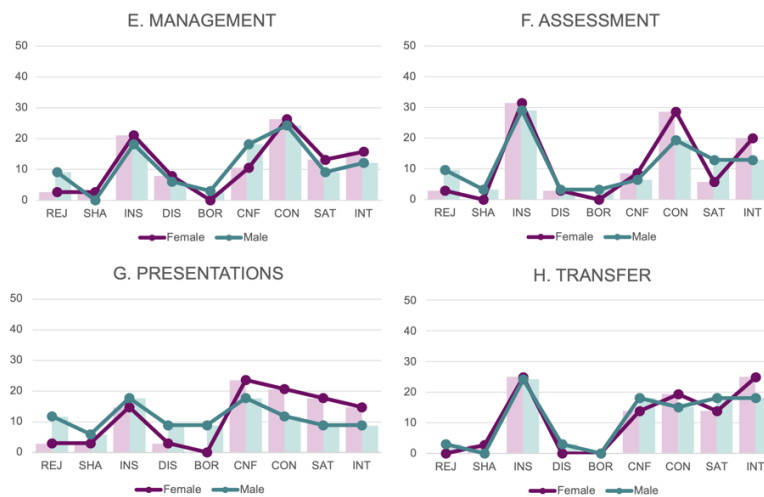 E. MANAGEMENT
50
40
30
20
10
0
REJ SHA INS DIS BOR CNF CON SAT INT
Female Male
F. ASSESSMENT
50
40
30
20
10
0
REJ SHA INS DIS BOR CNF CON SAT INT
Female Male
G. PRESENTATIONS
50
40
30
20
10
0
REJ SHA INS DIS BOR CNF CON SAT INT
Female Male
H. TRANSFER
50
40
30
20
10
0
REJ SHA INS DIS BOR CNF CON SAT INT
Female Male